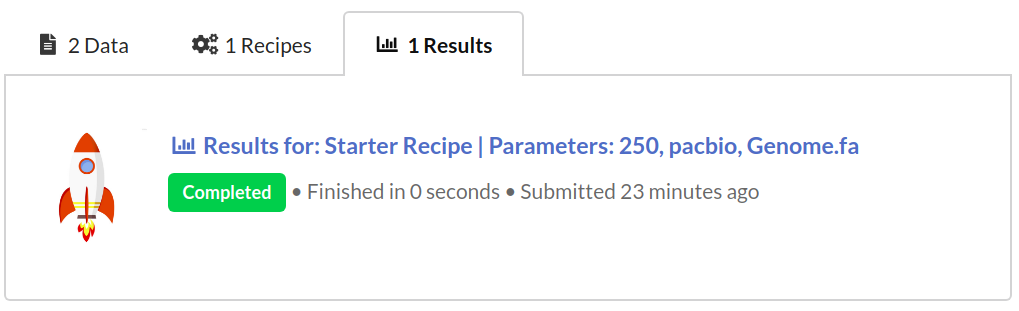 2 Data 1 Recipes 1 Results
Results for: Starter Recipe | Parameters: 250, pacbio, Genome.fa
Completed • Finished in 0 seconds • Submitted 23 minutes ago